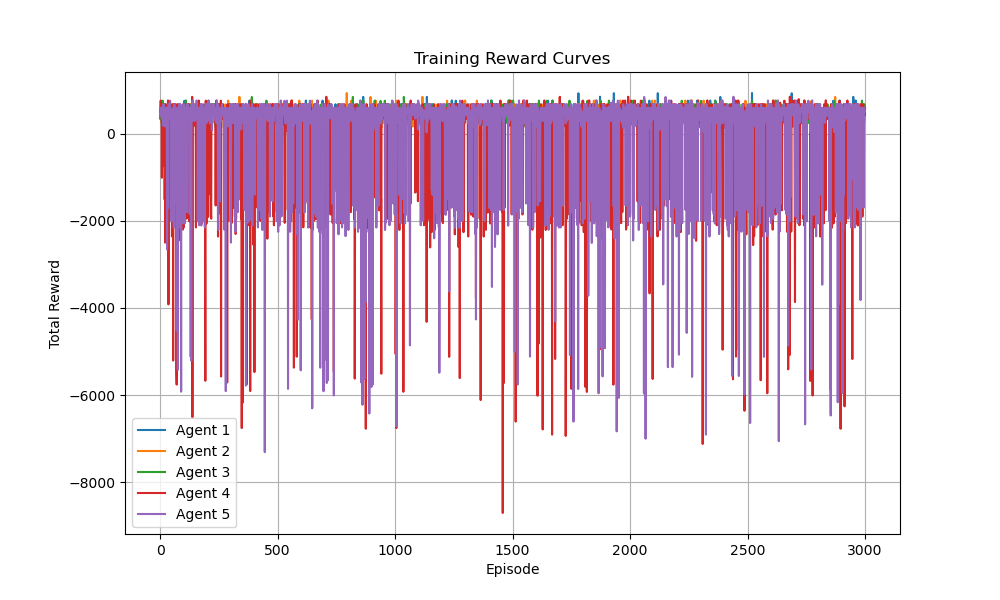 Training Reward Curves
Total Reward
0
−2000
−4000
−6000
−8000
Agent 1
Agent 2
Agent 3
Agent 4
Agent 5
0 500 1000 1500 2000 2500 3000
Episode